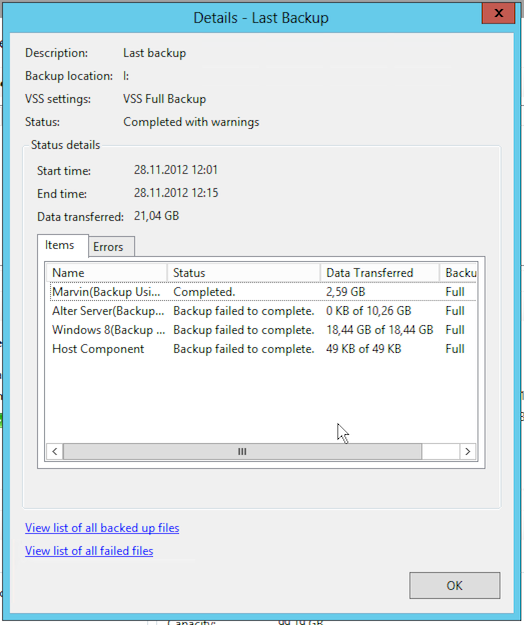 Details - Last Backup
x
Description: Last backup
Backup location: I:
VSS settings: VSS Full Backup
Status: Completed with warnings
Status details
Start time: 28.11.2012 12:01
End time: 28.11.2012 12:15
Data transferred: 21,04 GB
Items Errors
Name Status Data Transferred Backu
Marvin(Backup Usi... Completed. 2,59 GB Full
Alter Server(Backup... Backup failed to complete. 0 KB of 10,26 GB Full
Windows 8(Backup ... Backup failed to complete. 18,44 GB of 18,44 GB Full
Host Component Backup failed to complete. 49 KB of 49 KB Full
View list of all backed up files
View list of all failed files
OK